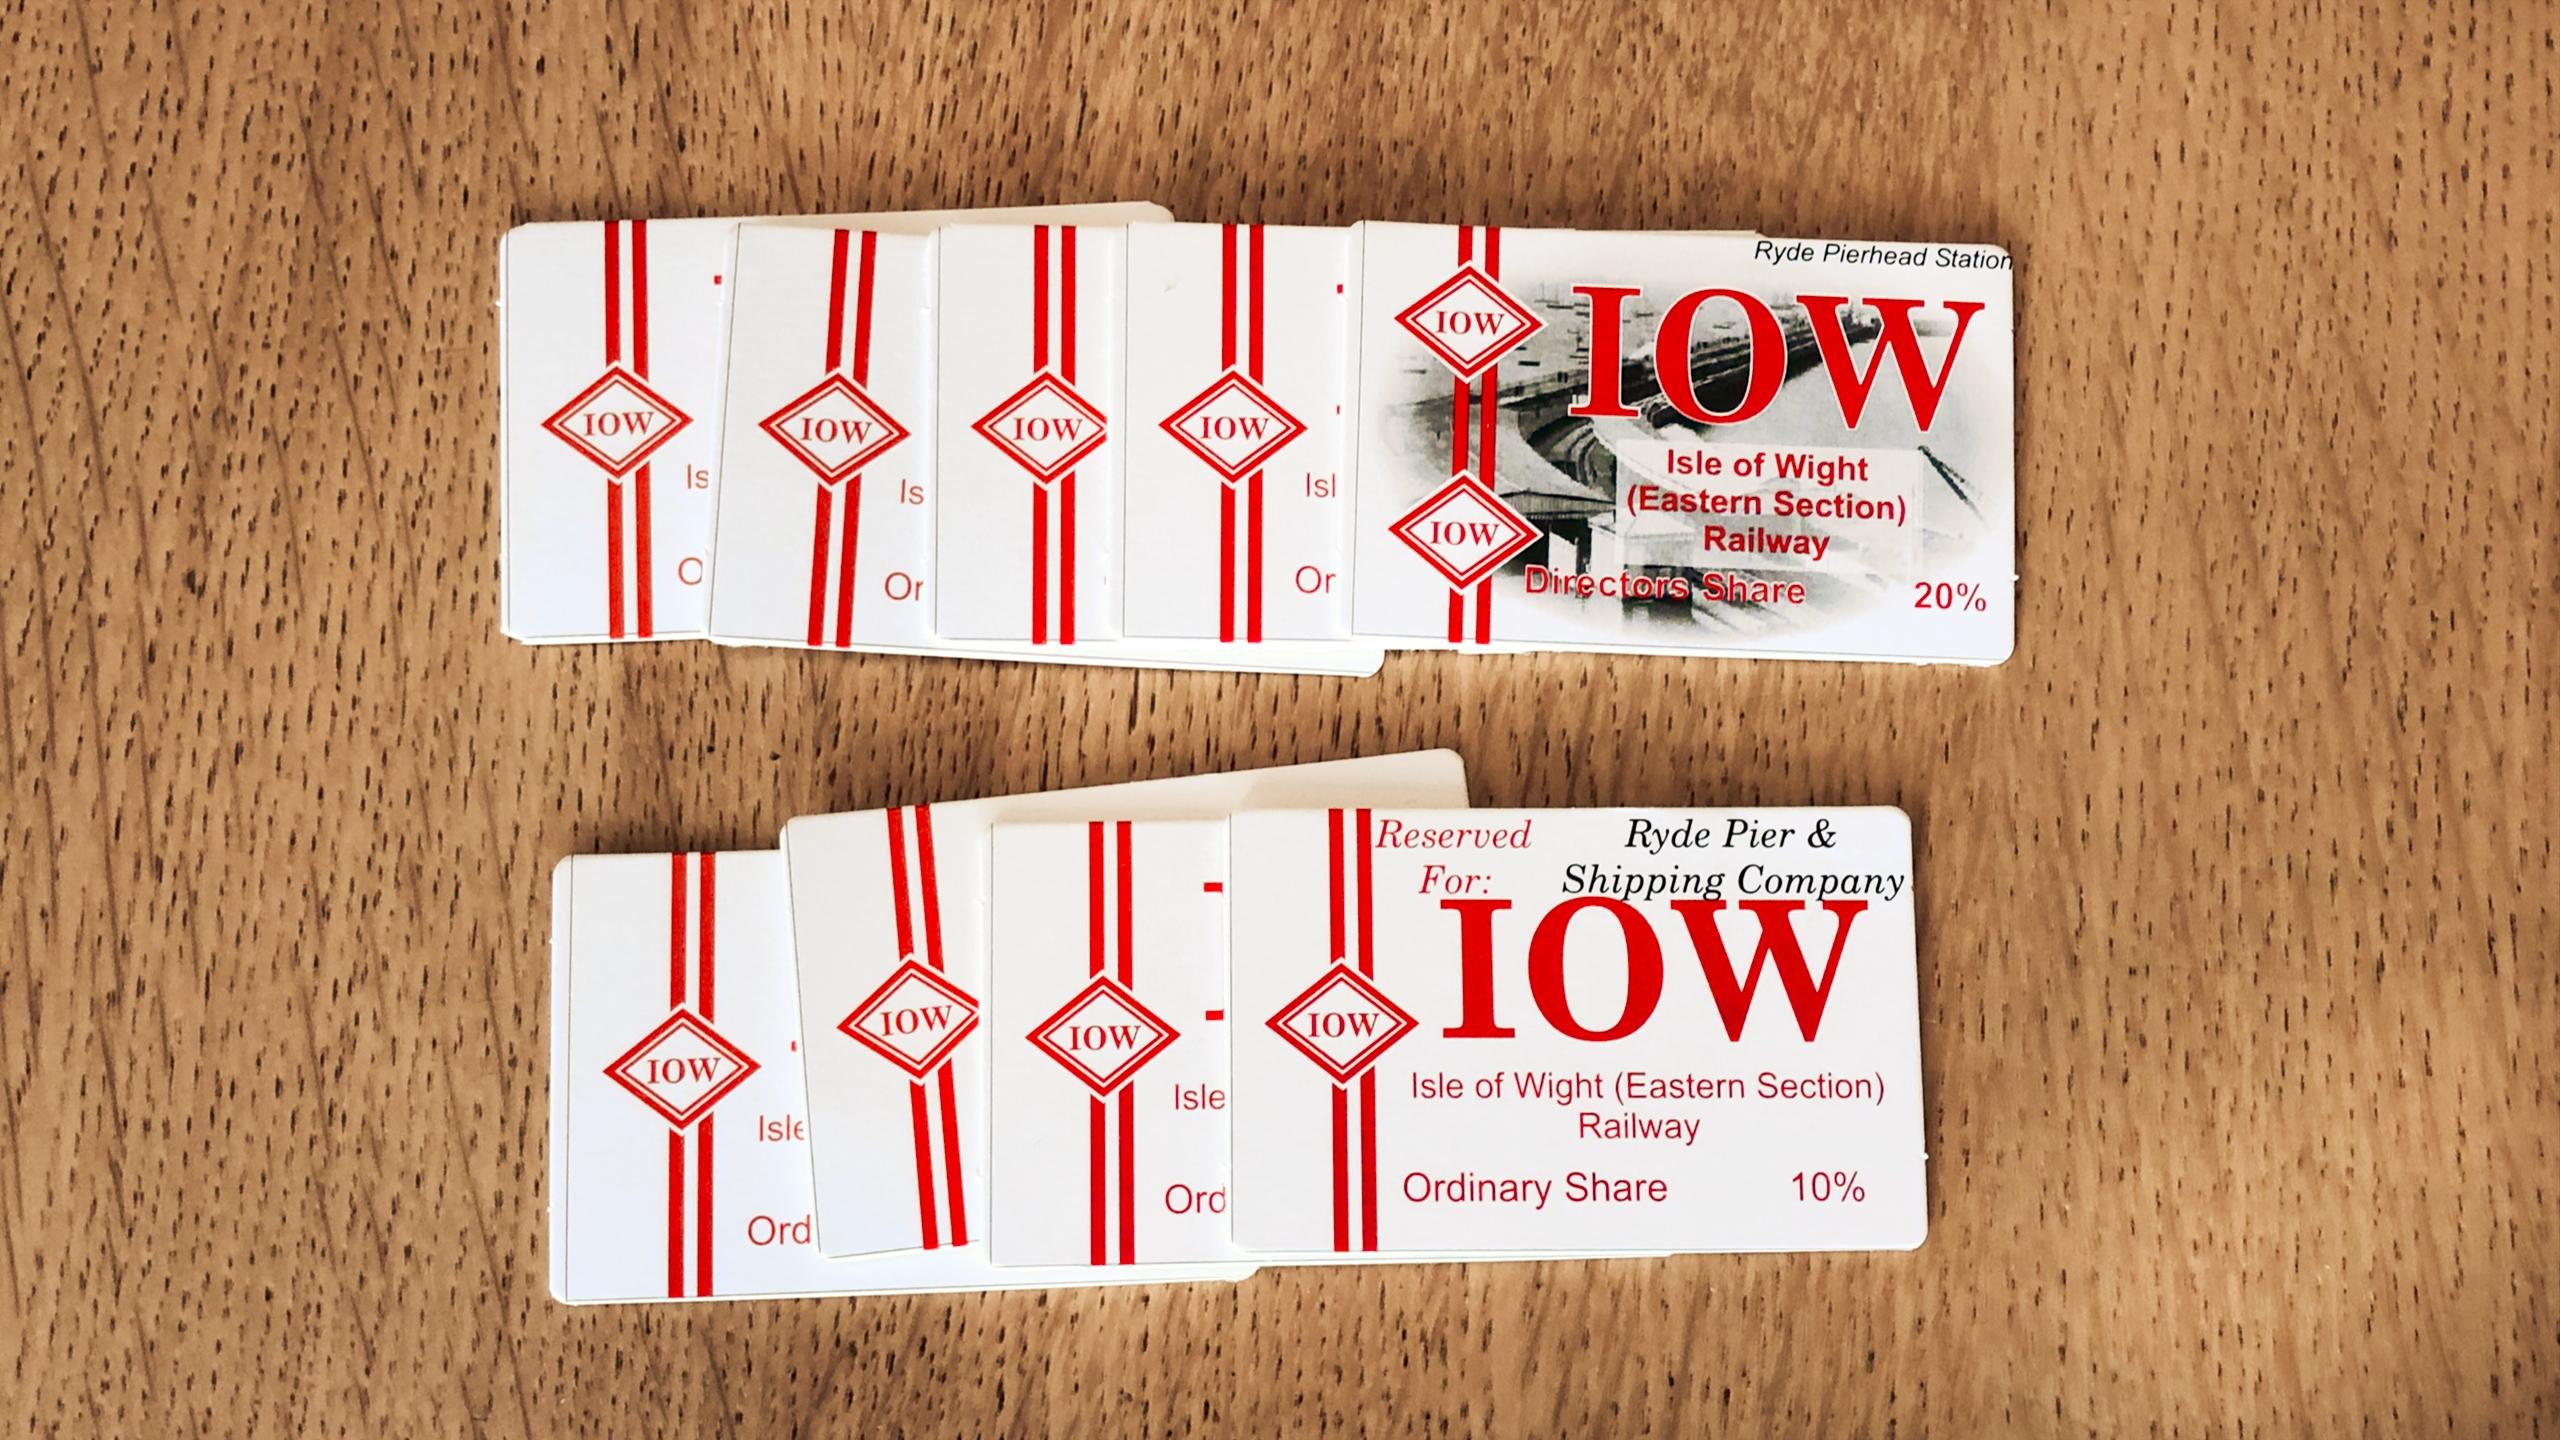 IOW
Is
O
IOW
Is
Or
IOW
IOW
Isl
Or
Ryde Pierhead Station
IOW
IOW
IOW
Isle of Wight
(Eastern Section)
Railway
Directors Share 20%
IOW
Isle
Ord
IOW
IOW
Isle
Ord
Reserved
For:
Ryde Pier &
Shipping Company
IOW
IOW
Isle of Wight (Eastern Section)
Railway
Ordinary Share 10%